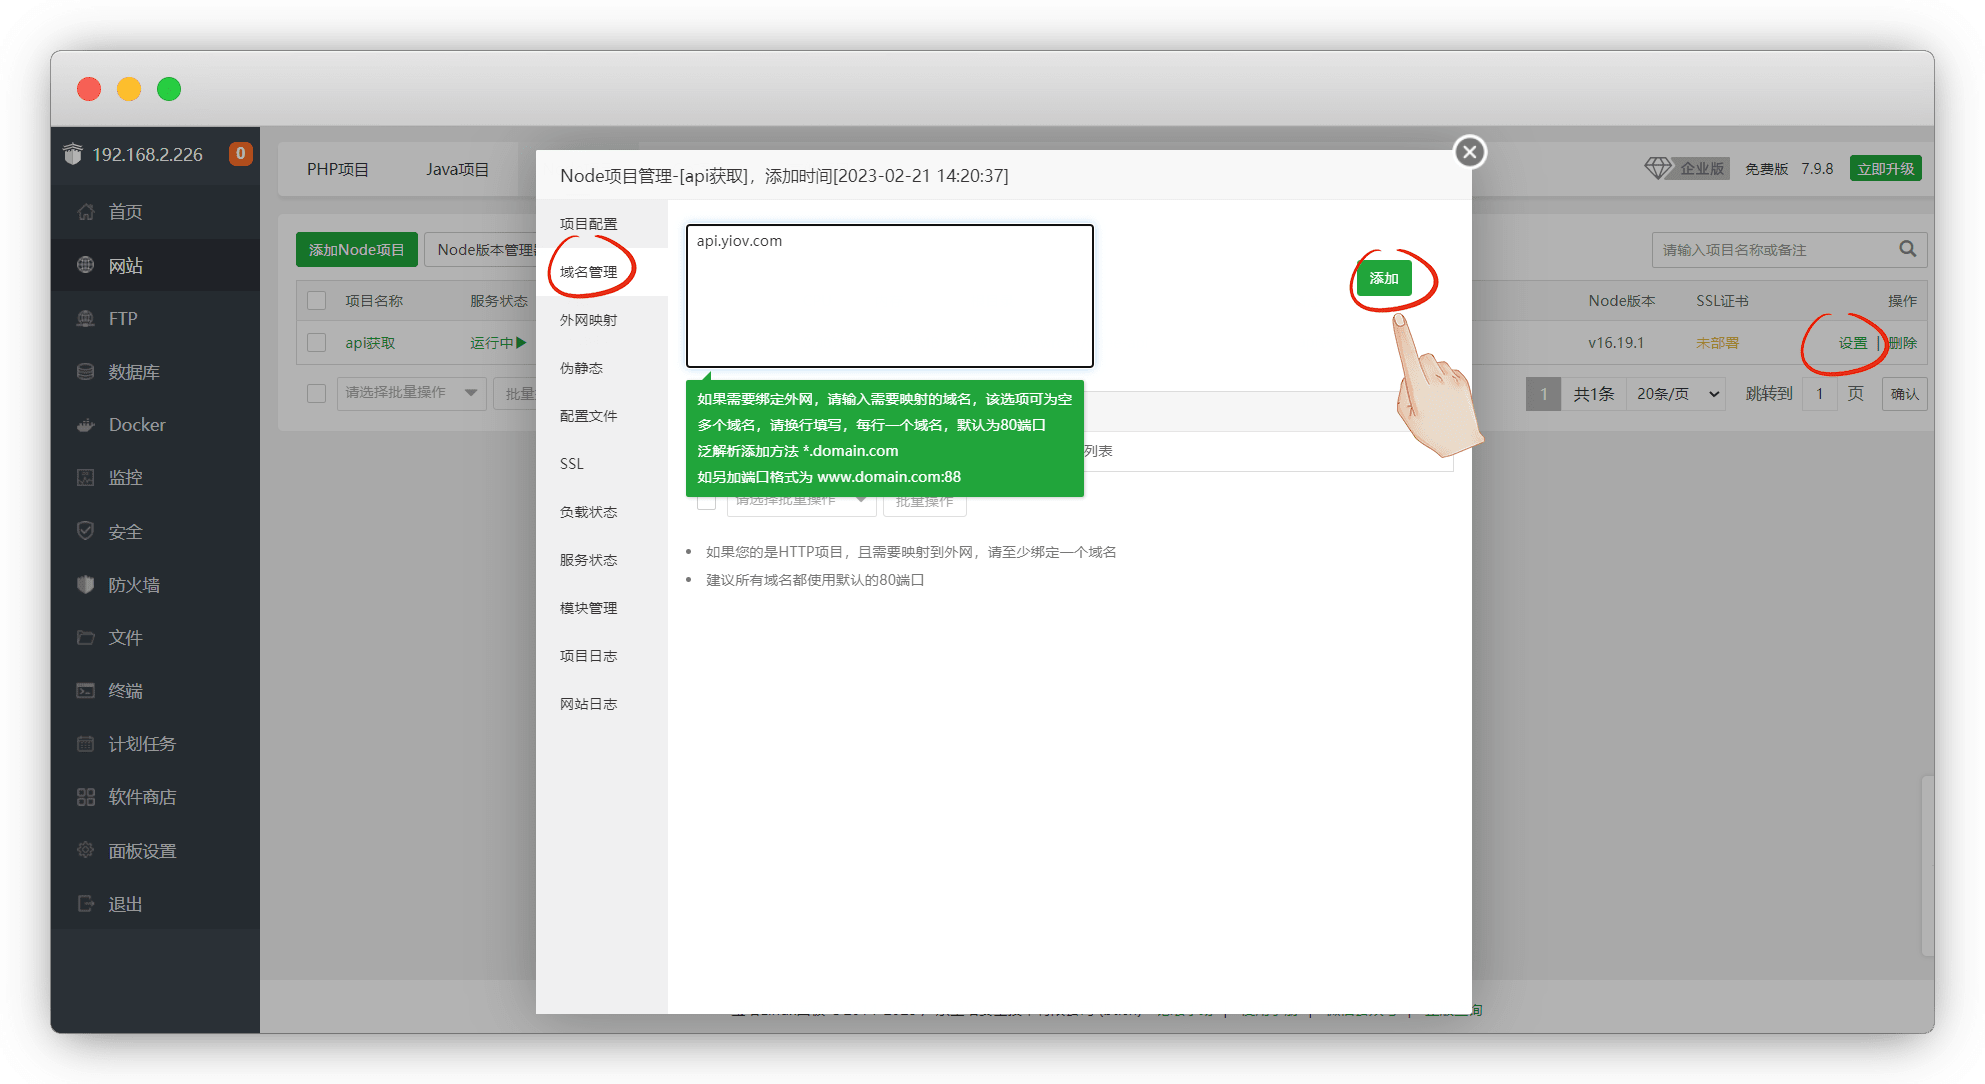 192.168.2.226
0
首页
网站
FTP
数据库
Docker
监控
安全
防火墙
文件
终端
计划任务
软件商店
面板设置
退出
PHP项目
Java项目
企业版
免费版 7.9.8
立即升级
添加Node项目
Node版本管理器
请输入项目名称或备注
项目名称
服务状态
Node版本
SSL证书
操作
api获取
运行中
v16.19.1
未部署
设置 | 删除
请选择批量操作
批量
1
共1条
20条/页
跳转到
1
页
确认
Node项目管理-[api获取]，添加时间[2023-02-21 14:20:37]
项目配置
域名管理
外网映射
伪静态
配置文件
SSL
负载状态
服务状态
模块管理
项目日志
网站日志
api.yiov.com
添加
如果需要绑定外网，请输入需要映射的域名，该选项可为空
多个域名，请换行填写，每行一个域名，默认为80端口
泛解析添加方法 *.domain.com
如另加端口格式为 www.domain.com:88
列表
请选择批量操作
批量操作
如果您的是HTTP项目，且需要映射到外网，请至少绑定一个域名
建议所有域名都使用默认的80端口